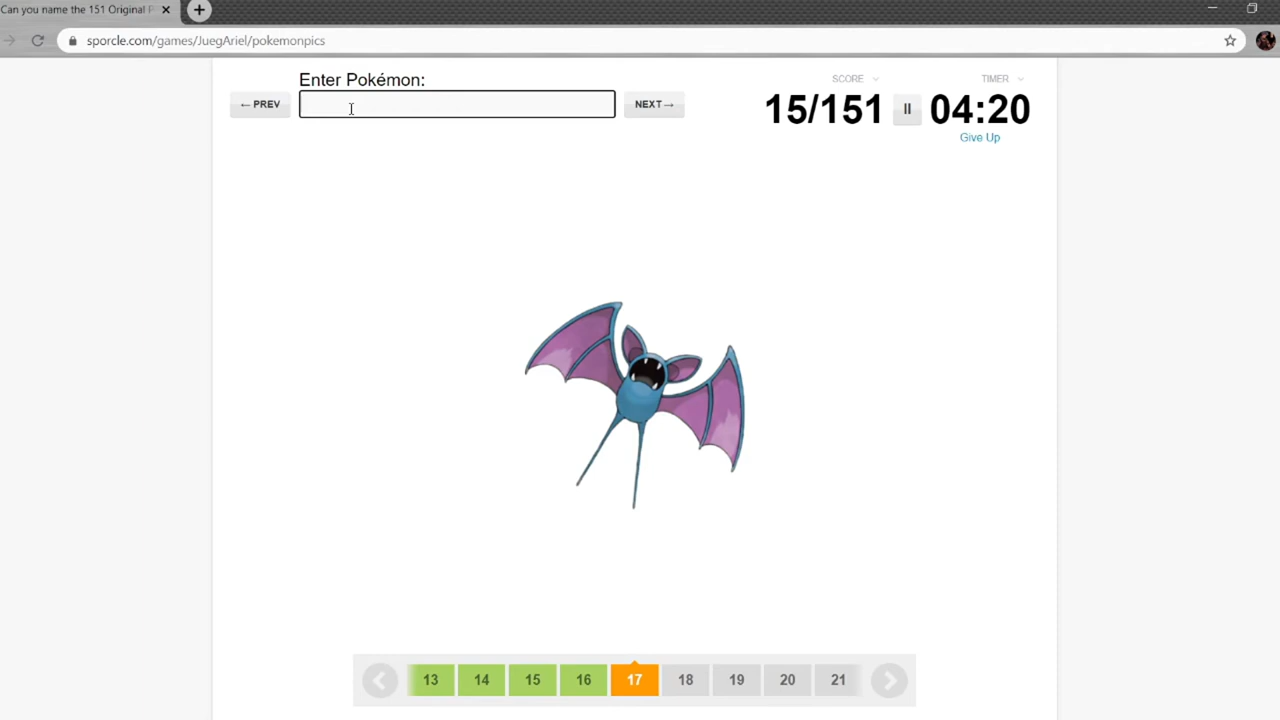 Can you name the 151 Original P
sporcle.com/games/JuegAriel/pokemonpics
Enter Pokémon:
← PREV
NEXT →
SCORE
15/151
TIMER
04:20
Give Up
13 14 15 16 17 18 19 20 21